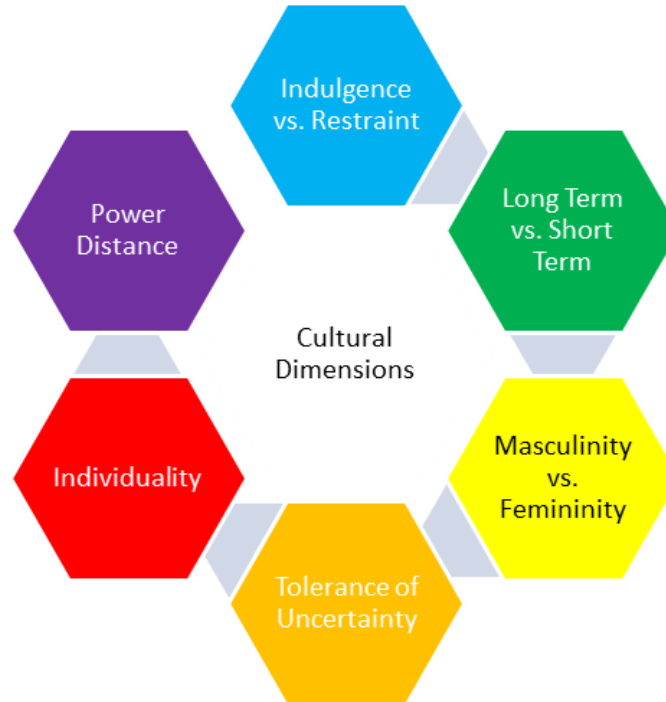 Indulgence
vs. Restraint
Long Term
vs. Short
Term
Masculinity
vs.
Femininity
Tolerance of
Uncertainty
Individuality
Power
Distance
Cultural
Dimensions